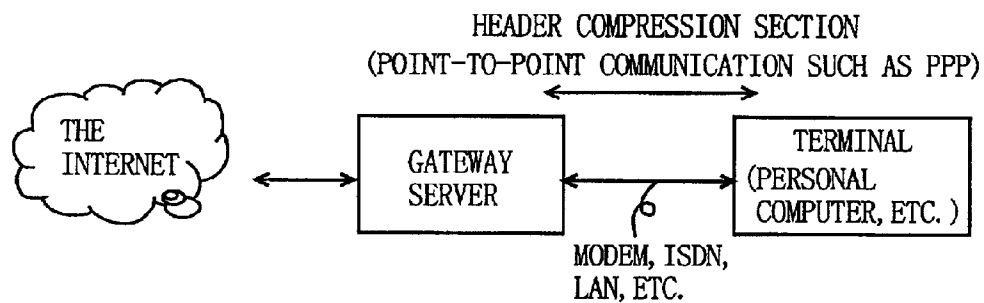 HEADER COMPRESSION SECTION
(POINT-TO-POINT COMMUNICATION SUCH AS PPP)
THE
INTERNET
GATEWAY
SERVER
TERMINAL
(PERSONAL
COMPUTER, ETC.)
MODEM, ISDN,
LAN, ETC.